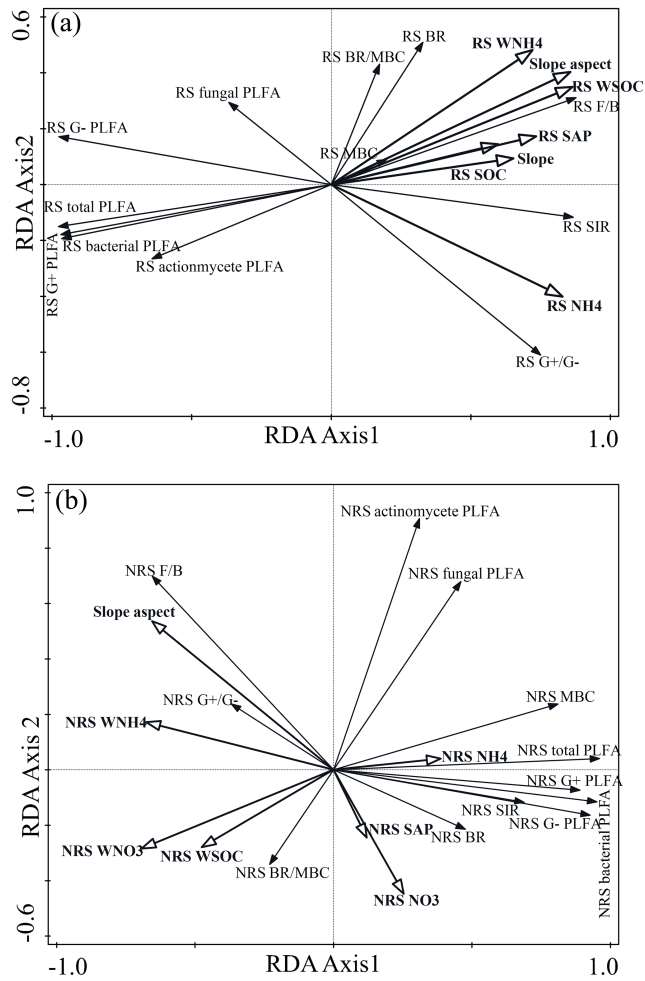 (a)
0.6
RS BR
RS WNH4
RS BR/MBC
Slope aspect
RS fungal PLFA
RS WSOC
RS F/B
RS G- PLFA
RS SAP
RS MBC
Slope
RS SOC
RDA Axis2
RS total PLFA
RS SIR
RS bacterial PLFA
RS actionmycete PLFA
RS G+ PLFA
RS NH4
RS G+/G-
-0.8
-1.0
RDA Axis1
1.0
(b)
1.0
NRS actinomycete PLFA
NRS F/B
NRS fungal PLFA
Slope aspect
NRS G+/G-
NRS MBC
NRS WNH4
NRS NH4
NRS total PLFA
RDA Axis 2
NRS G+ PLFA
NRS SIR
NRS G- PLFA
NRS SAP
NRS BR
NRS WNO3
NRS WSOC
NRS BR/MBC
NRS bacterial PLFA
NRS NO3
-0.6
-1.0
RDA Axis1
1.0